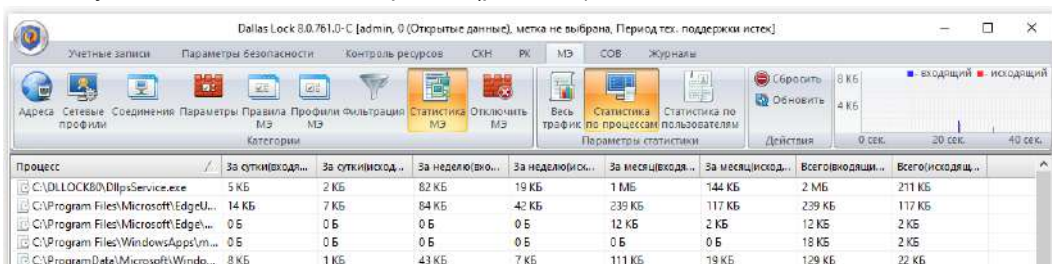 Dallas Lock 8.0.761.0-C [admin, 0 (Открытые данные), метка не выбрана, Период тех. поддержки истек]
Учетные записи Параметры безопасности Контроль ресурсов СКН РК МЭ СОВ Журналы
Адреса Сетевые профили Соединения Параметры Правила МЭ Профили МЭ Фильтрация Статистика МЭ Отключить МЭ
Категории
Весь трафик Статистика по процессам Статистика по пользователям
Параметры статистики
Сбросить
Обновить
Действия
8 КБ - входящий - исходящий
4 КБ
0 сек. 20 сек. 40 сек.
Процесс За сутки(входя... За сутки(исход... За неделю(вхо... За неделю(исх... За месяц(входя... За месяц(исход... Всего(входящи... Всего(исходящ...
C:\DLLOCK80\DllpsService.exe 5 КБ 2 КБ 82 КБ 19 КБ 1 МБ 144 КБ 2 МБ 211 КБ
C:\Program Files\Microsoft\EdgeU... 14 КБ 7 КБ 84 КБ 42 КБ 239 КБ 117 КБ 239 КБ 117 КБ
C:\Program Files\Microsoft\Edge\... 0 Б 0 Б 0 Б 0 Б 12 КБ 2 КБ 12 КБ 2 КБ
C:\Program Files\WindowsApps\m... 0 Б 0 Б 0 Б 0 Б 0 Б 0 Б 18 КБ 2 КБ
C:\ProgramData\Microsoft\Windo... 8 КБ 1 КБ 43 КБ 7 КБ 111 КБ 19 КБ 129 КБ 22 КБ